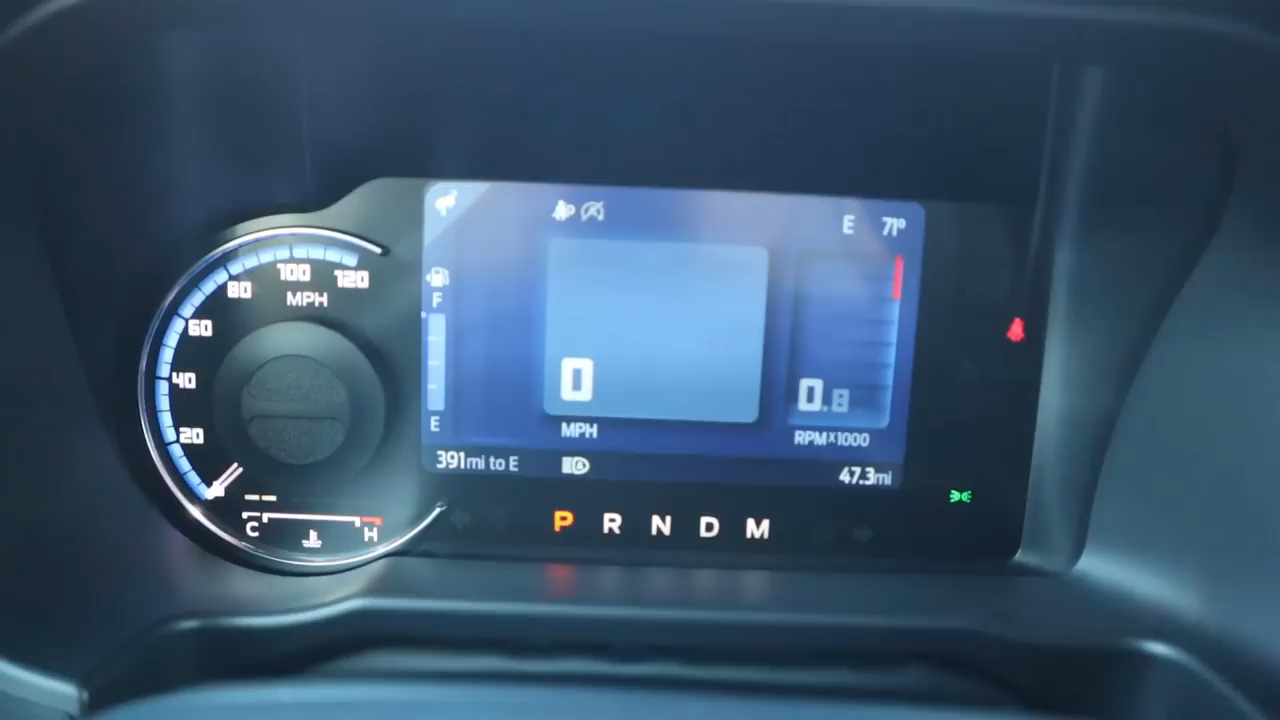 100
80
120
MPH
60
40
20
C
H
F
E
391mi to E
E 71°
0
MPH
0.8
RPM×1000
47.3mi
P R N D M